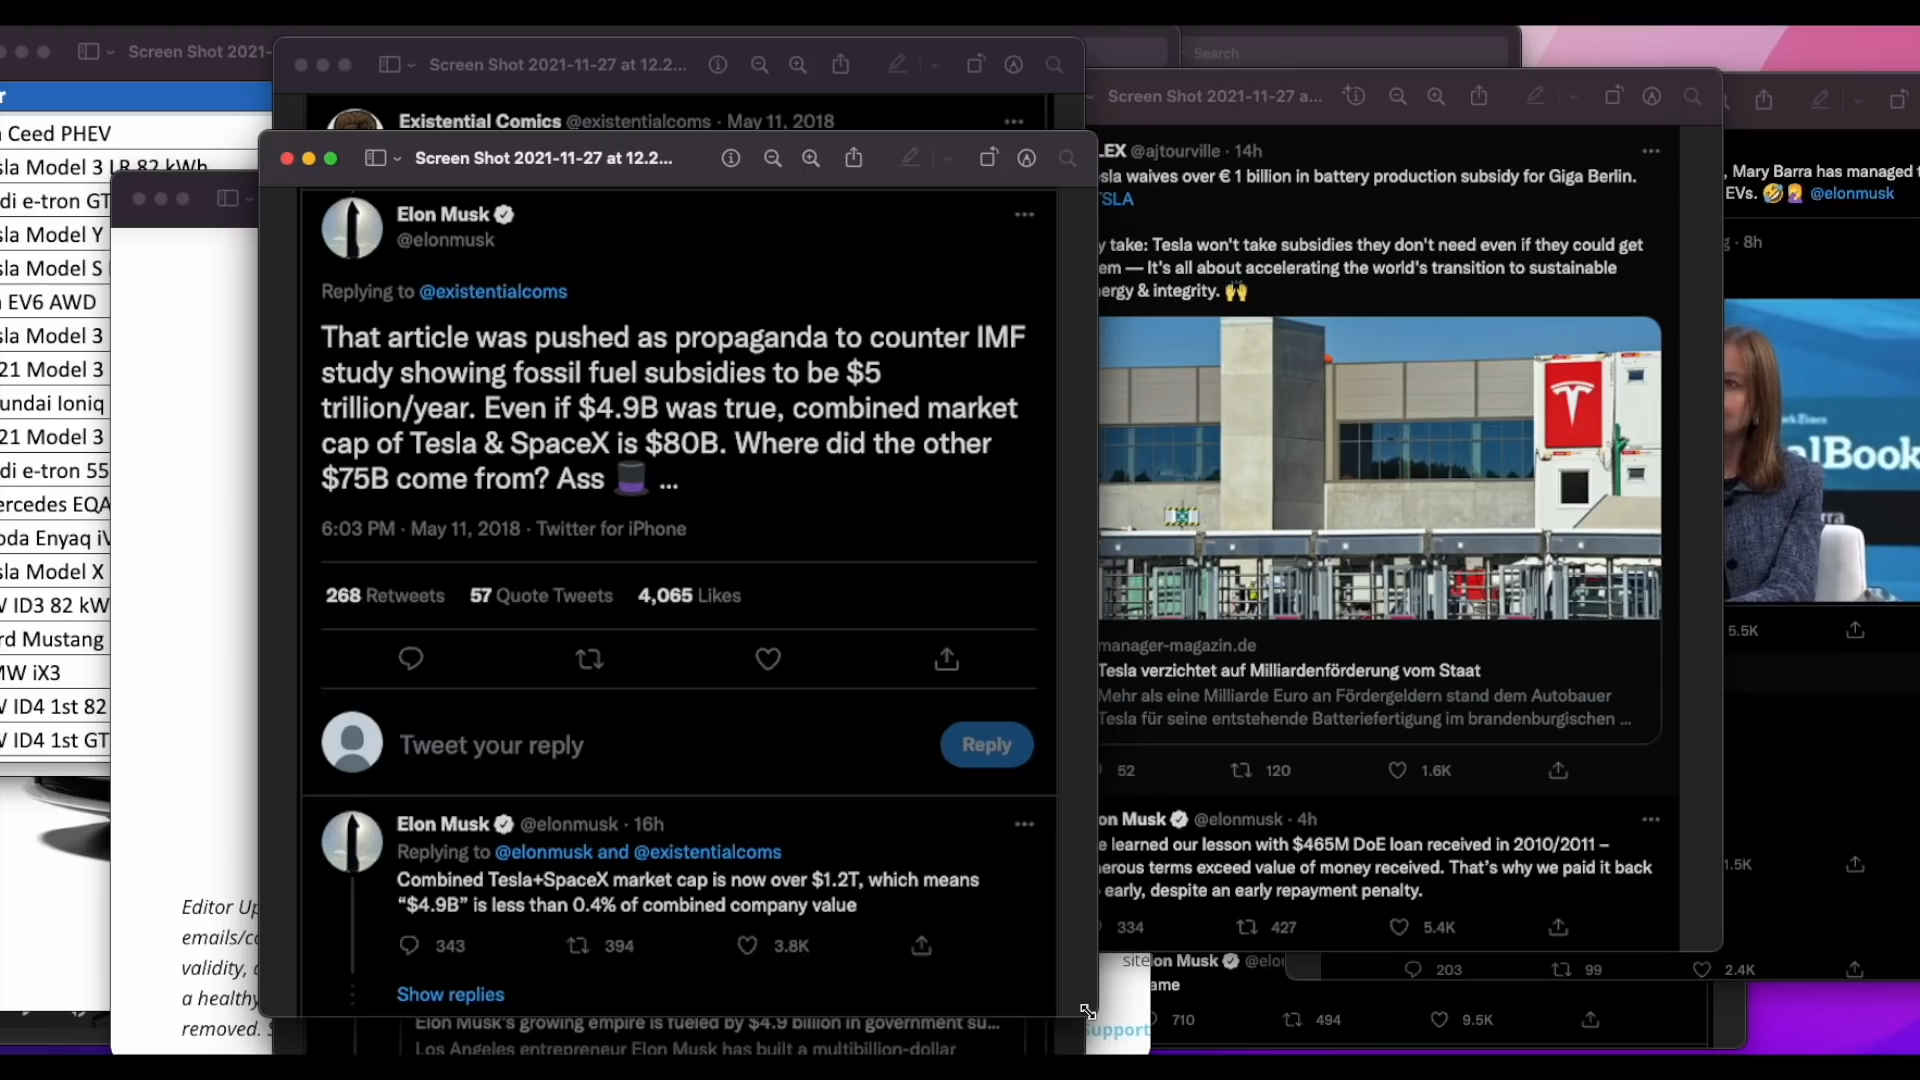 Screen Shot 2021-
Screen Shot 2021-11-27 at 12.2...
Search
Screen Shot 2021-11-27 a...
Existential Comics @existentialcoms · May 11, 2018
Screen Shot 2021-11-27 at 12.2...
Ceed PHEV
sla Model 3 LR 82 kWh
di e-tron GT
sla Model Y
sla Model S
EV6 AWD
sla Model 3
21 Model 3
undai Ioniq
21 Model 3
di e-tron 55
ercedes EQA
oda Enyaq iV
sla Model X
ID3 82 kW
rd Mustang
MW iX3
ID4 1st 82
ID4 1st GT
Editor Up
emails/co
validity,
a healthy
removed.
Elon Musk
@elonmusk
Replying to @existentialcoms
That article was pushed as propaganda to counter IMF
study showing fossil fuel subsidies to be $5
trillion/year. Even if $4.9B was true, combined market
cap of Tesla & SpaceX is $80B. Where did the other
$75B come from? Ass 🎩 ...
6:03 PM · May 11, 2018 · Twitter for iPhone
268 Retweets 57 Quote Tweets 4,065 Likes
Tweet your reply
Reply
Elon Musk @elonmusk · 16h
Replying to @elonmusk and @existentialcoms
Combined Tesla+SpaceX market cap is now over $1.2T, which means
“$4.9B” is less than 0.4% of combined company value
343 394 3.8K
Show replies
Elon Musk's growing empire is fueled by $4.9 billion in government su...
Los Angeles entrepreneur Elon Musk has built a multibillion-dollar
LEX @ajtourville · 14h
esla waives over € 1 billion in battery production subsidy for Giga Berlin.
TSLA
y take: Tesla won't take subsidies they don't need even if they could get
em — It's all about accelerating the world's transition to sustainable
ergy & integrity. 🙌
manager-magazin.de
Tesla verzichtet auf Milliardenförderung vom Staat
Mehr als eine Milliarde Euro an Fördergeldern stand dem Autobauer
Tesla für seine entstehende Batteriefertigung im brandenburgischen ...
52 120 1.6K
on Musk @elonmusk · 4h
e learned our lesson with $465M DoE loan received in 2010/2011 –
nerous terms exceed value of money received. That's why we paid it back
early, despite an early repayment penalty.
334 427 5.4K
site
on Musk @elon
ame
710 494 9.5K
Support
203 99 2.4K
, Mary Barra has managed t
EVs. 🤣🤦 @elonmusk
· 8h
alBook
5.5K
1.5K